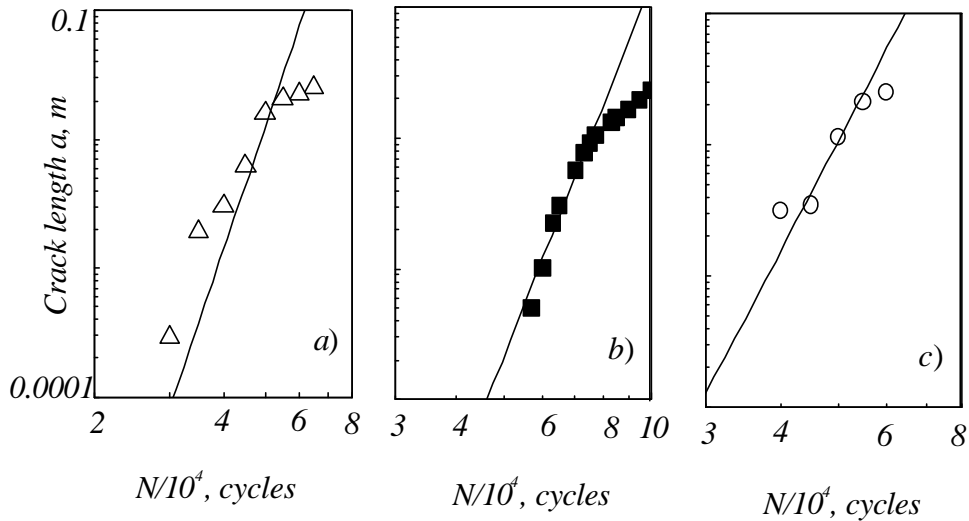 0.1
Crack length a, m
0.0001
a)
b)
c)
2 4 6 8
3 4 6 8 10
3 4 6 8
N/10⁴, cycles
N/10⁴, cycles
N/10⁴, cycles